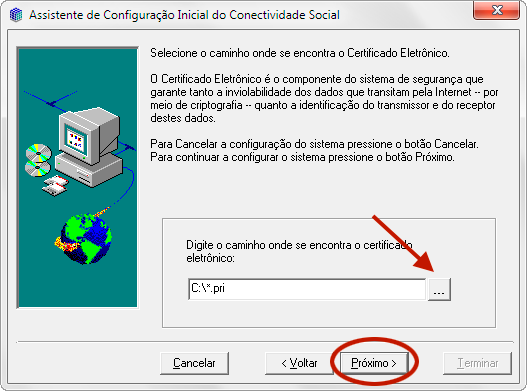 Assistente de Configuração Inicial do Conectividade Social
Selecione o caminho onde se encontra o Certificado Eletrônico.
O Certificado Eletrônico é o componente do sistema de segurança que
garante tanto a inviolabilidade dos dados que transitam pela Internet -- por
meio de criptografia -- quanto a identificação do transmissor e do receptor
destes dados.
Para Cancelar a configuração do sistema pressione o botão Cancelar.
Para continuar a configurar o sistema pressione o botão Próximo.
Digite o caminho onde se encontra o certificado
eletrônico:
C:\*.pri
...
Cancelar
< Voltar
Próximo >
Terminar